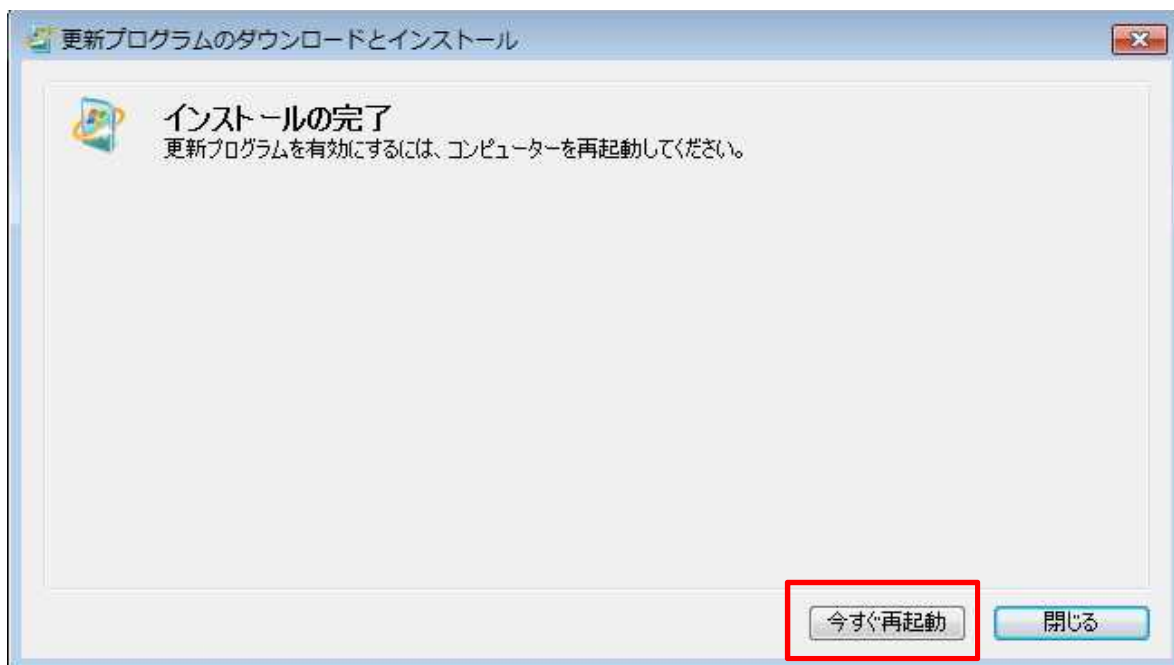 更新プログラムのダウンロードとインストール
インストールの完了
更新プログラムを有効にするには、コンピューターを再起動してください。
今すぐ再起動
閉じる